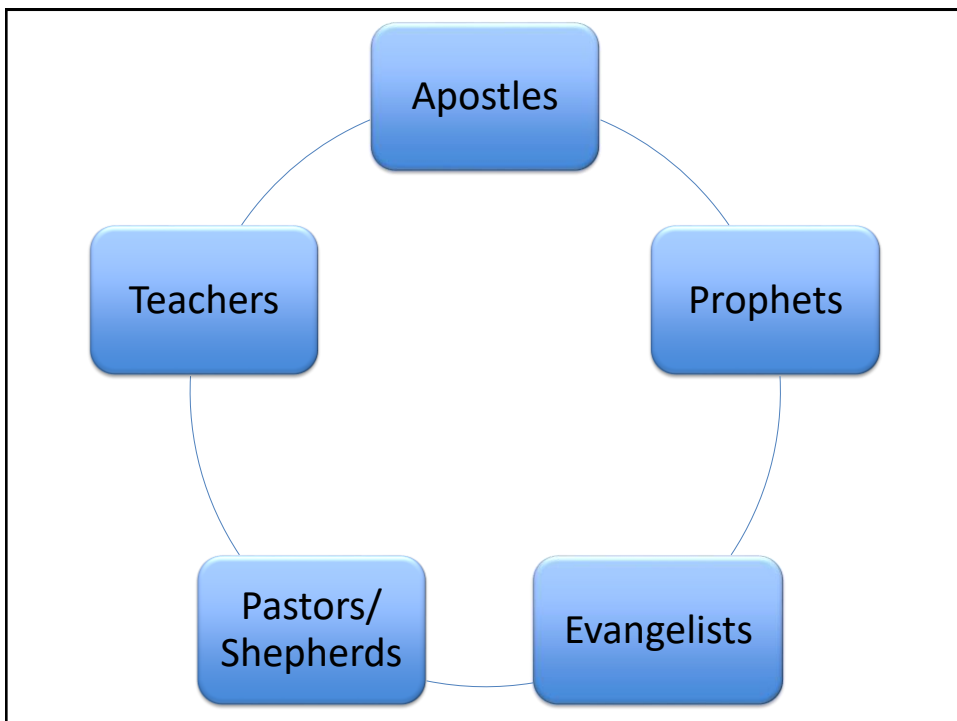 Apostles
Prophets
Evangelists
Pastors/
Shepherds
Teachers